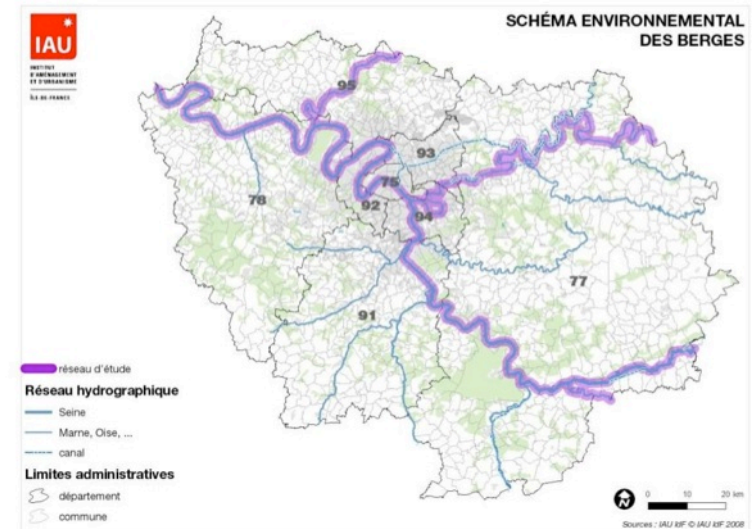 IAU
INSTITUT
D'AMÉNAGEMENT
ET D'URBANISME
ÎLE-DE-FRANCE
SCHÉMA ENVIRONNEMENTAL
DES BERGES
95
93
75
78
92
94
77
91
réseau d'étude
Réseau hydrographique
Seine
Marne, Oise, ...
canal
Limites administratives
département
commune
0 10 20 km
Sources : IAU IdF © IAU IdF 2008